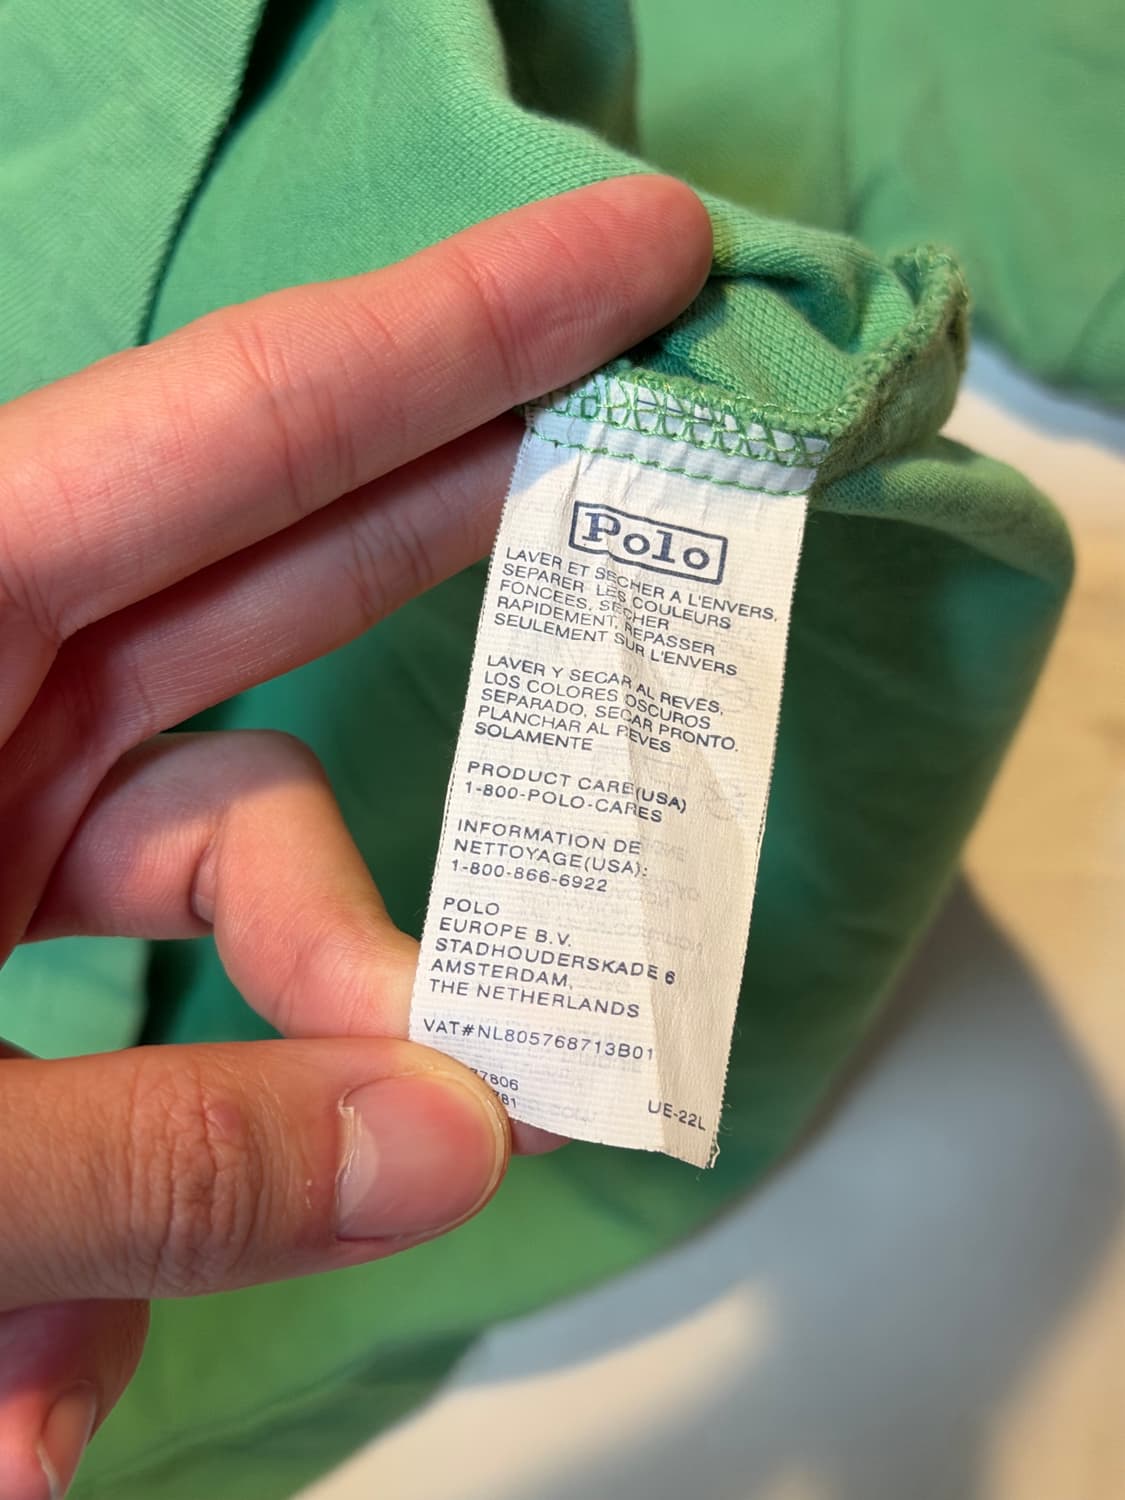 Polo
LAVER ET SECHER A L'ENVERS,
SEPARER LES COULEURS
FONCEES, SECHER
RAPIDEMENT, REPASSER
SEULEMENT SUR L'ENVERS
LAVER Y SECAR AL REVES,
LOS COLORES OSCUROS
SEPARADO, SECAR PRONTO.
PLANCHAR AL REVES
SOLAMENTE
PRODUCT CARE(USA)
1-800-POLO-CARES
INFORMATION DE
NETTOYAGE(USA):
1-800-866-6922
POLO
EUROPE B.V.
STADHOUDERSKADE 6
AMSTERDAM,
THE NETHERLANDS
VAT#NL805768713B01
77806
781
UE-22L